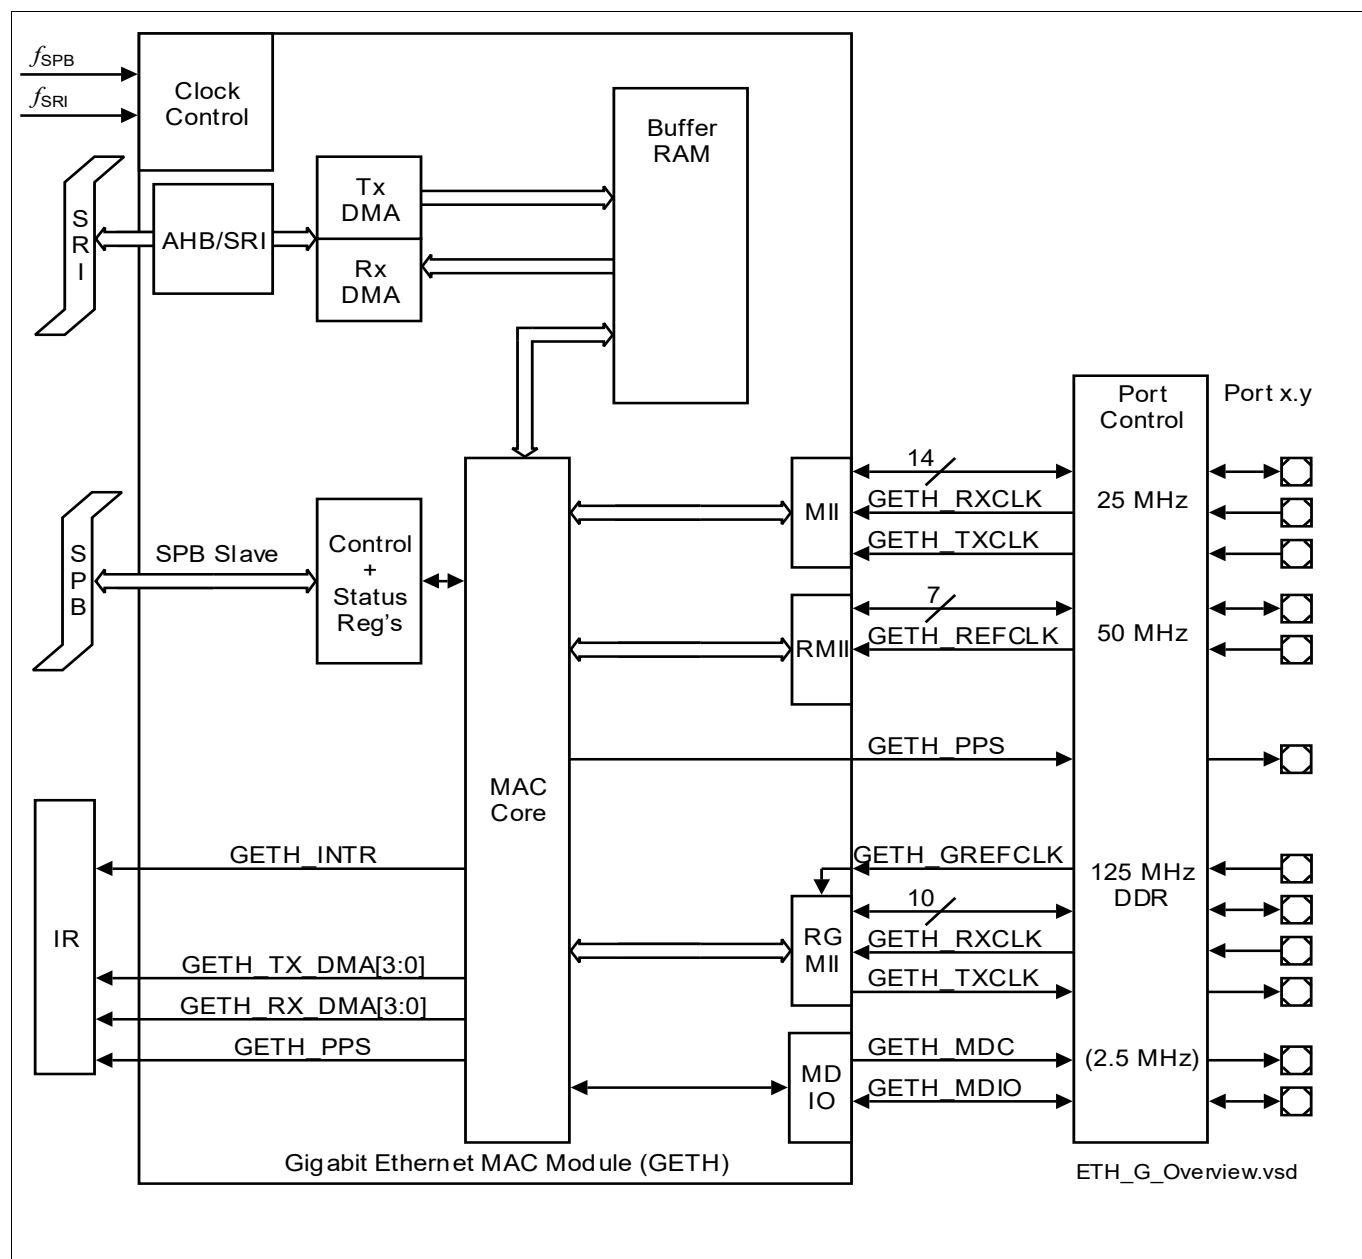 fSPB
fSRI
Clock
Control
Buffer
RAM
Tx
DMA
Rx
DMA
AHB/SRI
S
R
I
Port
Control
Port x.y
14
GETH_RXCLK
GETH_TXCLK
MII
25 MHz
S
P
B
SPB Slave
Control
+
Status
Reg's
7
GETH_REFCLK
RMII
50 MHz
GETH_PPS
MAC
Core
GETH_INTR
GETH_GREFCLK
125 MHz
DDR
10
IR
RG
MII
GETH_RXCLK
GETH_TX_DMA[3:0]
GETH_TXCLK
GETH_RX_DMA[3:0]
GETH_PPS
GETH_MDC
(2.5 MHz)
MD
IO
GETH_MDIO
Gigabit Ethernet MAC Module (GETH)
ETH_G_Overview.vsd